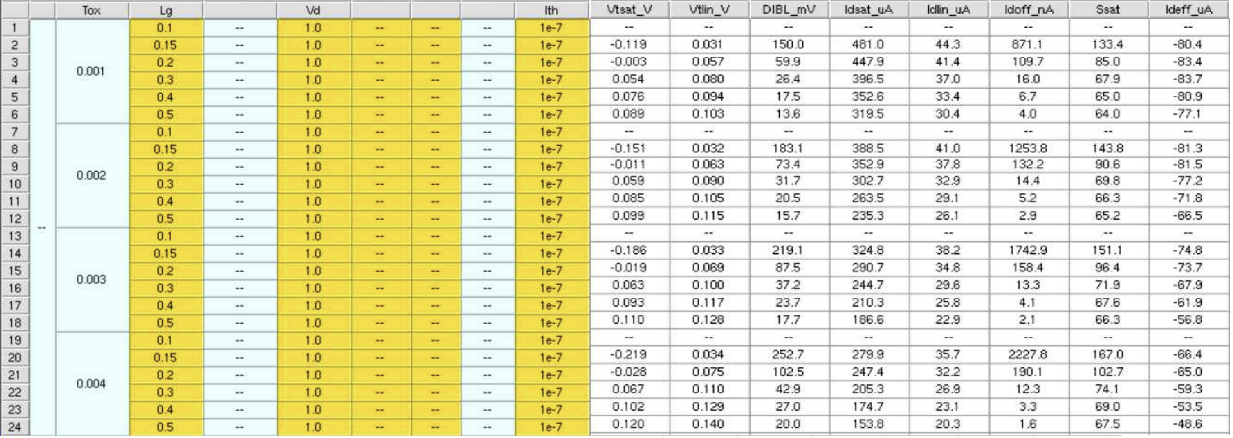 Tox Lg Vd Ith Vtsat_V Vtlin_V DIBL_mV Idsat_uA Idlin_uA Idoff_nA Ssat Ideff_uA
1 0.1 -- 1.0 -- -- -- 1e-7 -- -- -- -- -- -- -- --
2 0.15 -- 1.0 -- -- -- 1e-7 -0.119 0.031 150.0 481.0 44.3 871.1 133.4 -80.4
3 0.2 -- 1.0 -- -- -- 1e-7 -0.003 0.057 59.9 447.9 41.4 109.7 85.0 -83.4
0.001
4 0.3 -- 1.0 -- -- -- 1e-7 0.054 0.080 26.4 396.5 37.0 16.0 67.9 -83.7
5 0.4 -- 1.0 -- -- -- 1e-7 0.076 0.094 17.5 352.6 33.4 6.7 65.0 -80.9
6 0.5 -- 1.0 -- -- -- 1e-7 0.089 0.103 13.6 319.5 30.4 4.0 64.0 -77.1
7 0.1 -- 1.0 -- -- -- 1e-7 -- -- -- -- -- -- -- --
8 0.15 -- 1.0 -- -- -- 1e-7 -0.151 0.032 183.1 388.5 41.0 1253.8 143.8 -81.3
9 0.2 -- 1.0 -- -- -- 1e-7 -0.011 0.063 73.4 352.9 37.8 132.2 90.6 -81.5
0.002
10 0.3 -- 1.0 -- -- -- 1e-7 0.059 0.090 31.7 302.7 32.9 14.4 69.8 -77.2
11 0.4 -- 1.0 -- -- -- 1e-7 0.085 0.105 20.5 263.5 29.1 5.2 66.3 -71.8
12 0.5 -- 1.0 -- -- -- 1e-7 0.099 0.115 15.7 235.3 26.1 2.9 65.2 -66.5
--
13 0.1 -- 1.0 -- -- -- 1e-7 -- -- -- -- -- -- -- --
14 0.15 -- 1.0 -- -- -- 1e-7 -0.186 0.033 219.1 324.8 38.2 1742.9 151.1 -74.8
15 0.2 -- 1.0 -- -- -- 1e-7 -0.019 0.069 87.5 290.7 34.8 158.4 96.4 -73.7
0.003
16 0.3 -- 1.0 -- -- -- 1e-7 0.063 0.100 37.2 244.7 29.6 13.3 71.9 -67.9
17 0.4 -- 1.0 -- -- -- 1e-7 0.093 0.117 23.7 210.3 25.8 4.1 67.6 -61.9
18 0.5 -- 1.0 -- -- -- 1e-7 0.110 0.128 17.7 186.6 22.9 2.1 66.3 -56.8
19 0.1 -- 1.0 -- -- -- 1e-7 -- -- -- -- -- -- -- --
20 0.15 -- 1.0 -- -- -- 1e-7 -0.219 0.034 252.7 279.9 35.7 2227.8 167.0 -66.4
21 0.2 -- 1.0 -- -- -- 1e-7 -0.028 0.075 102.5 247.4 32.2 190.1 102.7 -65.0
0.004
22 0.3 -- 1.0 -- -- -- 1e-7 0.067 0.110 42.9 205.3 26.9 12.3 74.1 -59.3
23 0.4 -- 1.0 -- -- -- 1e-7 0.102 0.129 27.0 174.7 23.1 3.3 69.0 -53.5
24 0.5 -- 1.0 -- -- -- 1e-7 0.120 0.140 20.0 153.8 20.3 1.6 67.5 -48.6